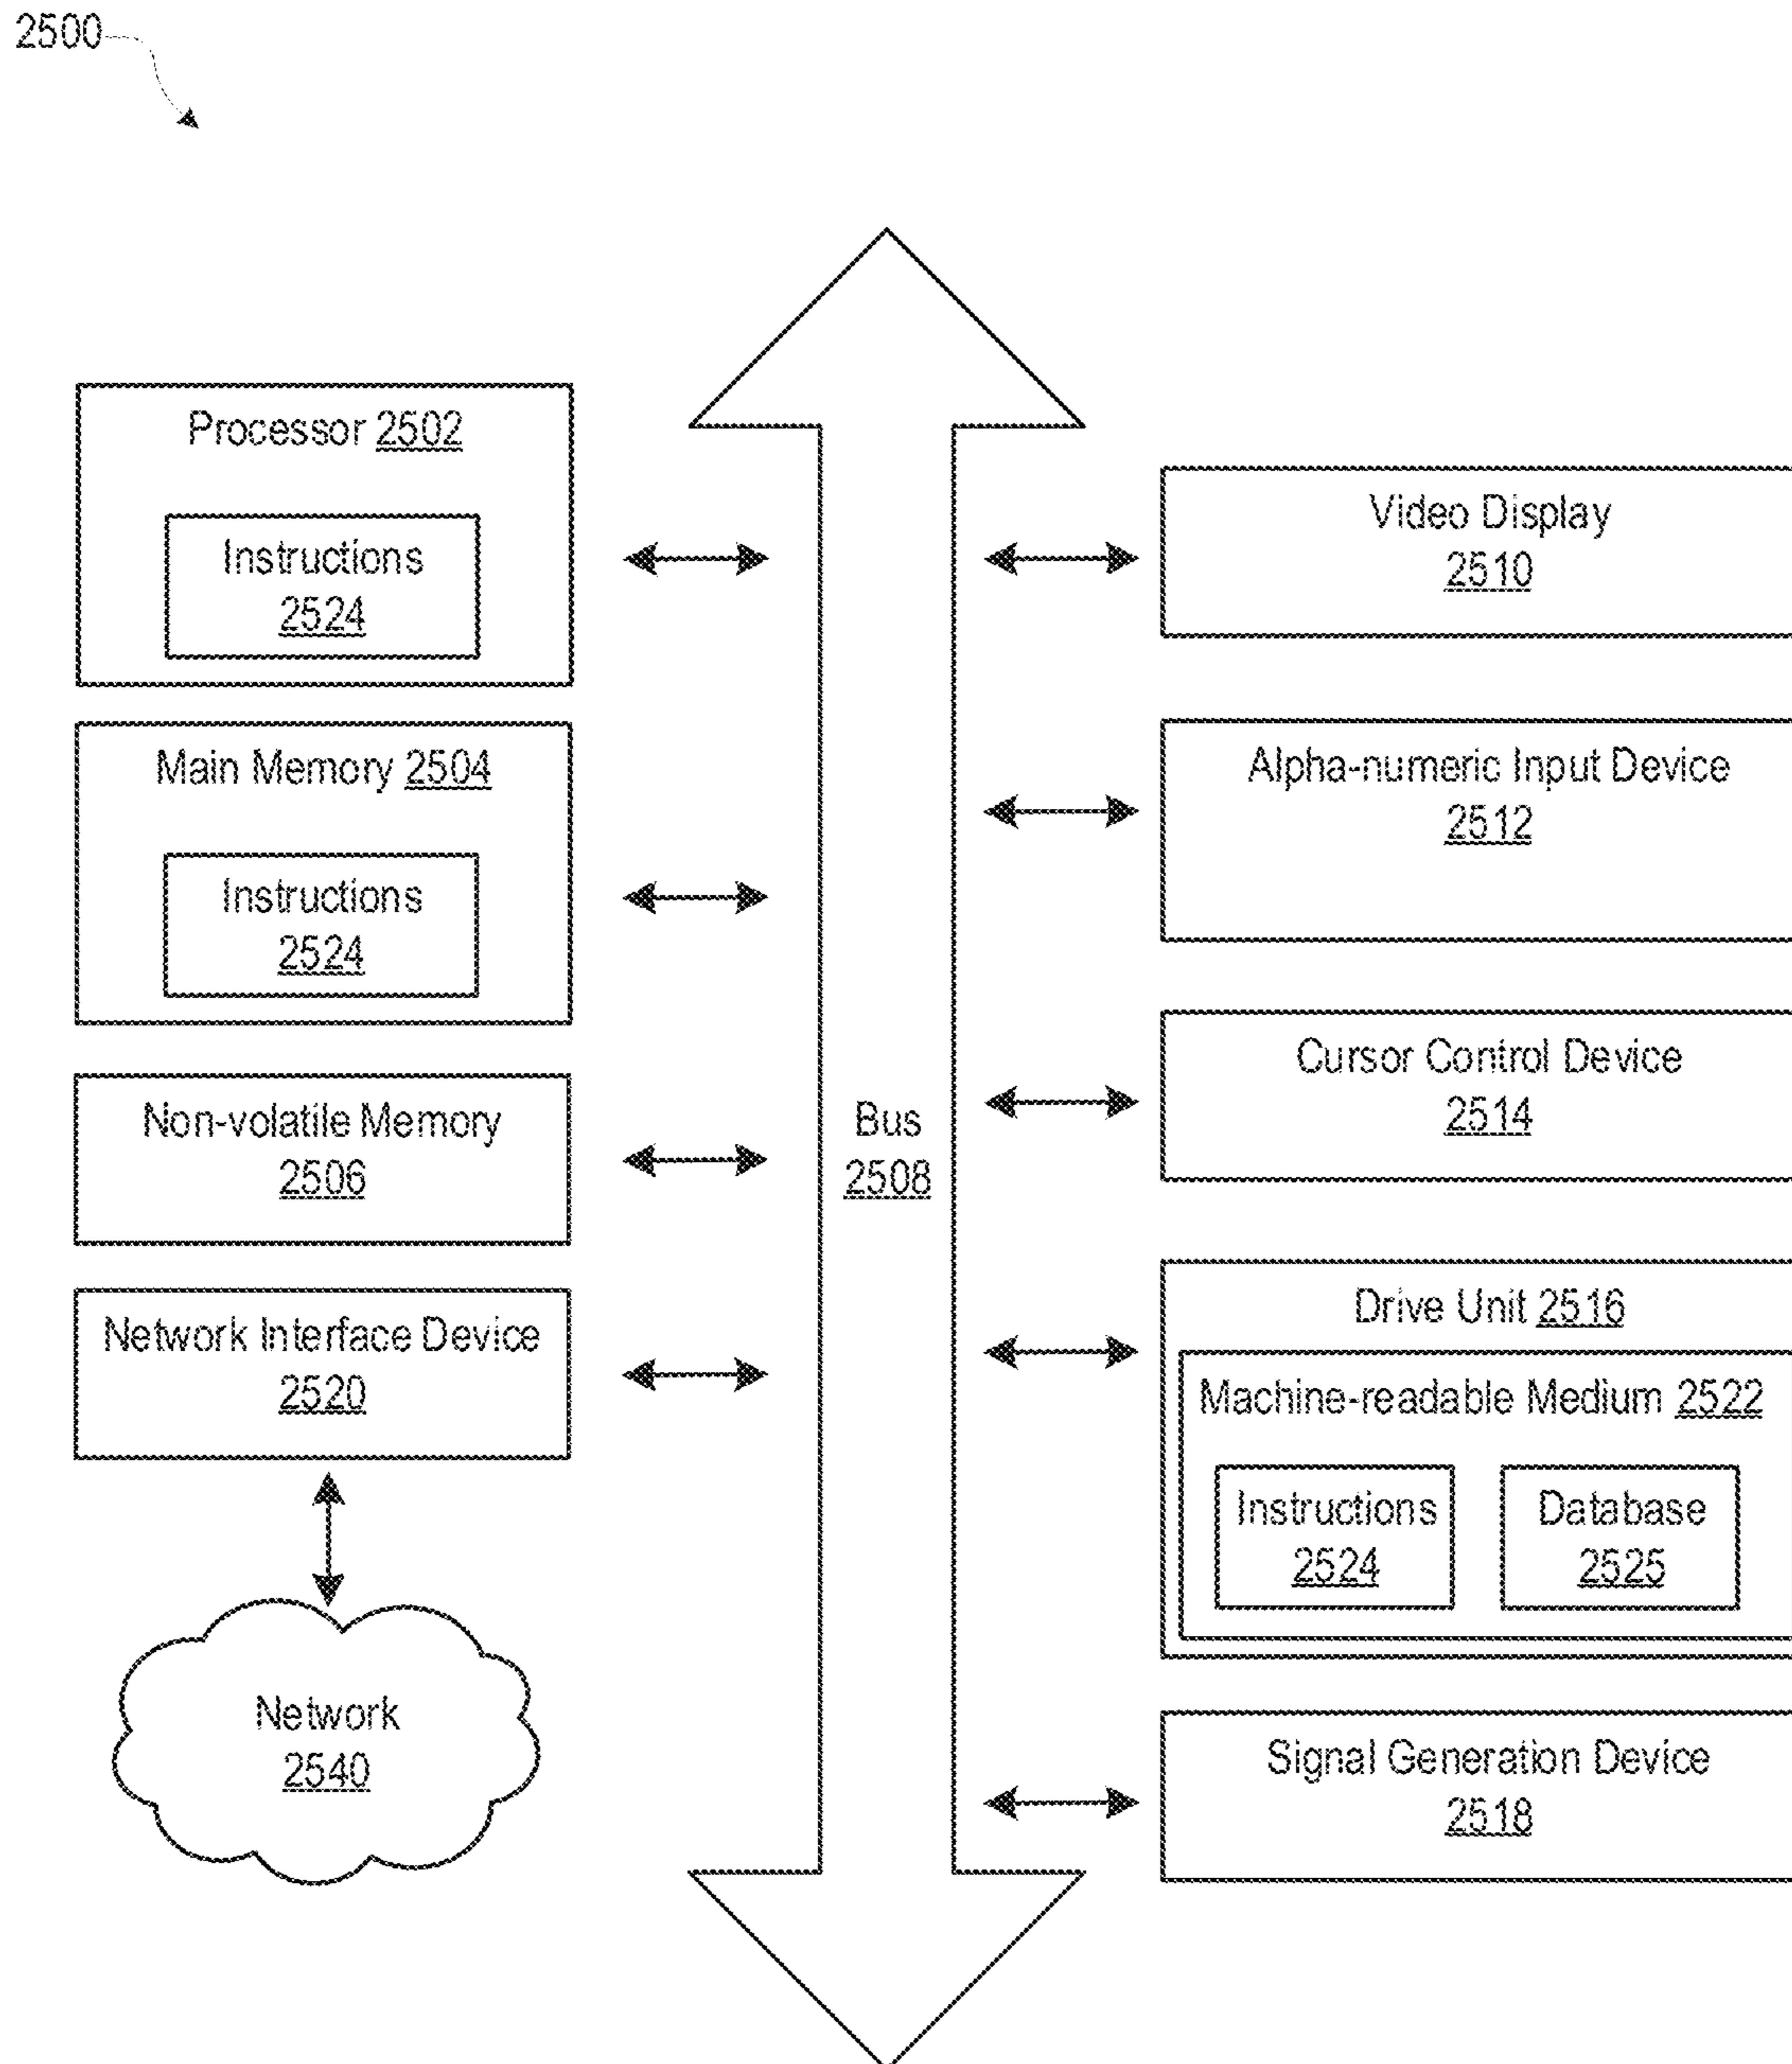 2500
Processor 2502
Instructions
2524
Main Memory 2504
Instructions
2524
Non-volatile Memory
2506
Network Interface Device
2520
Network
2540
Bus
2508
Video Display
2510
Alpha-numeric Input Device
2512
Cursor Control Device
2514
Drive Unit 2516
Machine-readable Medium 2522
Instructions
2524
Database
2525
Signal Generation Device
2518